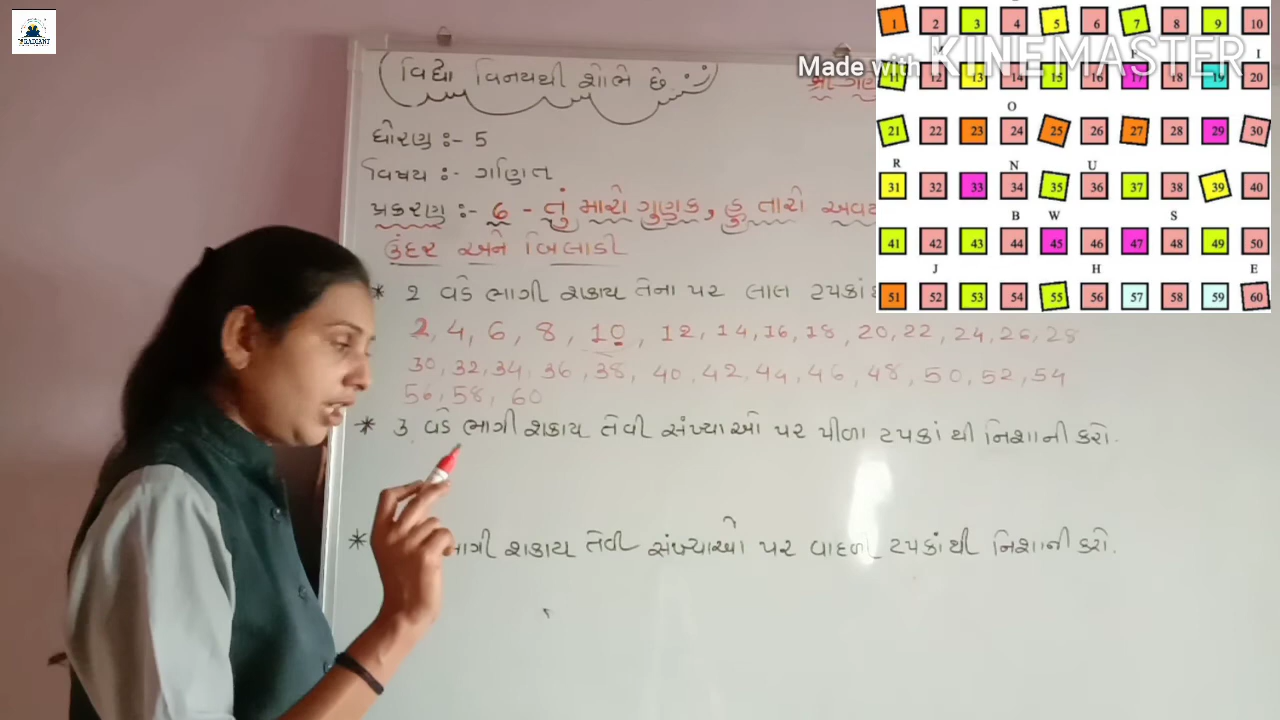 વિદ્યા વિનયથી શોભે છે.
ધોરણ :- 5
વિષય :- ગણિત
પ્રકરણ :- 6 - તું મારો ગુણક, હું તારો
ઉંદર અને બિલાડી
* 2 વડે ભાગી શકાય તેના પર લાલ ટપકાં
2, 4, 6, 8, 10, 12, 14, 16, 18, 20, 22, 24, 26, 28
30, 32, 34, 36, 38, 40, 42, 44, 46, 48, 50, 52, 54
56, 58, 60
* 3 વડે ભાગી શકાય તેવી સંખ્યાઓ પર પીળા ટપકાં થી નિશાની કરો.
* ભાગી શકાય તેવી સંખ્યાઓ પર વાદળી ટપકાં થી નિશાની કરો.
Made with KINEMASTER
1 2 3 4 5 6 7 8 9 10
I
11 12 13 14 15 16 17 18 19 20
O
21 22 23 24 25 26 27 28 29 30
R N U
31 32 33 34 35 36 37 38 39 40
B W S
41 42 43 44 45 46 47 48 49 50
J H E
51 52 53 54 55 56 57 58 59 60